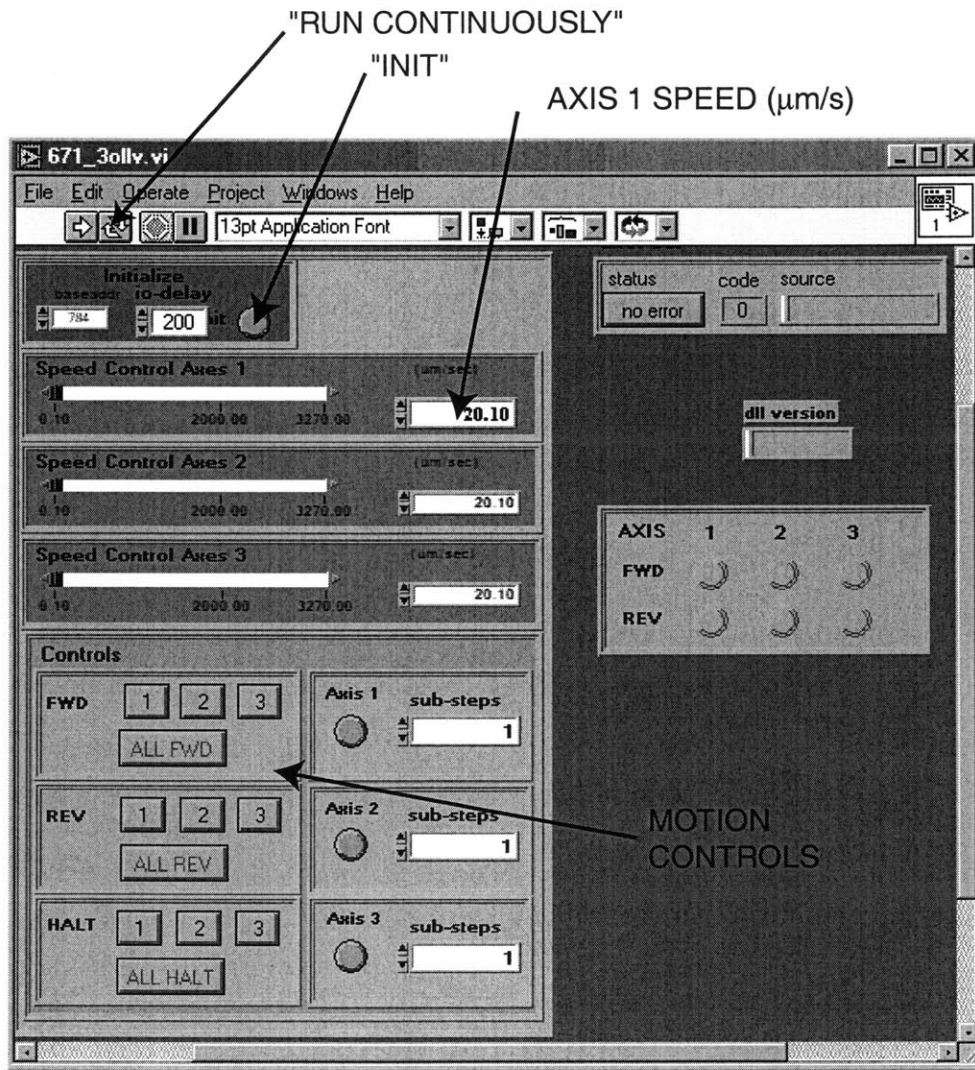 "RUN CONTINUOUSLY"
"INIT"
AXIS 1 SPEED (μm/s)
671_3ollv.vi
File Edit Operate Project Windows Help
13pt Application Font
1
Initialize
baseaddr io-delay
784 200
status code source
no error 0
Speed Control Axes 1 (um/sec)
20.10
0.10 2000.00 3270.00
dll version
Speed Control Axes 2 (um/sec)
20.10
0.10 2000.00 3270.00
Speed Control Axes 3 (um/sec)
20.10
0.10 2000.00 3270.00
AXIS 1 2 3
FWD
REV
Controls
FWD 1 2 3
ALL FWD
Axis 1 sub-steps
1
REV 1 2 3
ALL REV
Axis 2 sub-steps
1
MOTION
CONTROLS
HALT 1 2 3
ALL HALT
Axis 3 sub-steps
1